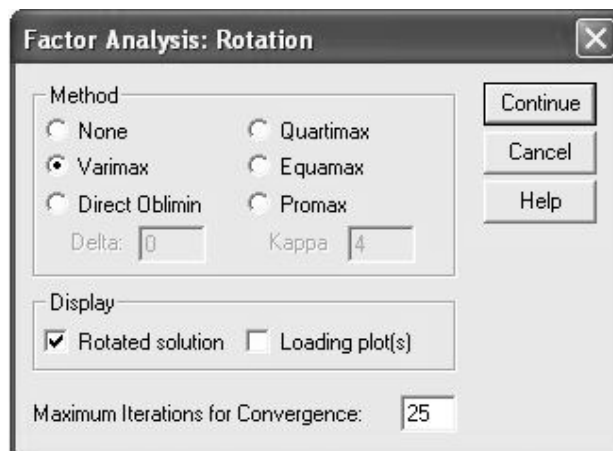 Factor Analysis: Rotation
Method
None
Quartimax
Varimax
Equamax
Direct Oblimin
Promax
Delta: 0
Kappa 4
Display
Rotated solution
Loading plot(s)
Maximum Iterations for Convergence: 25
Continue
Cancel
Help